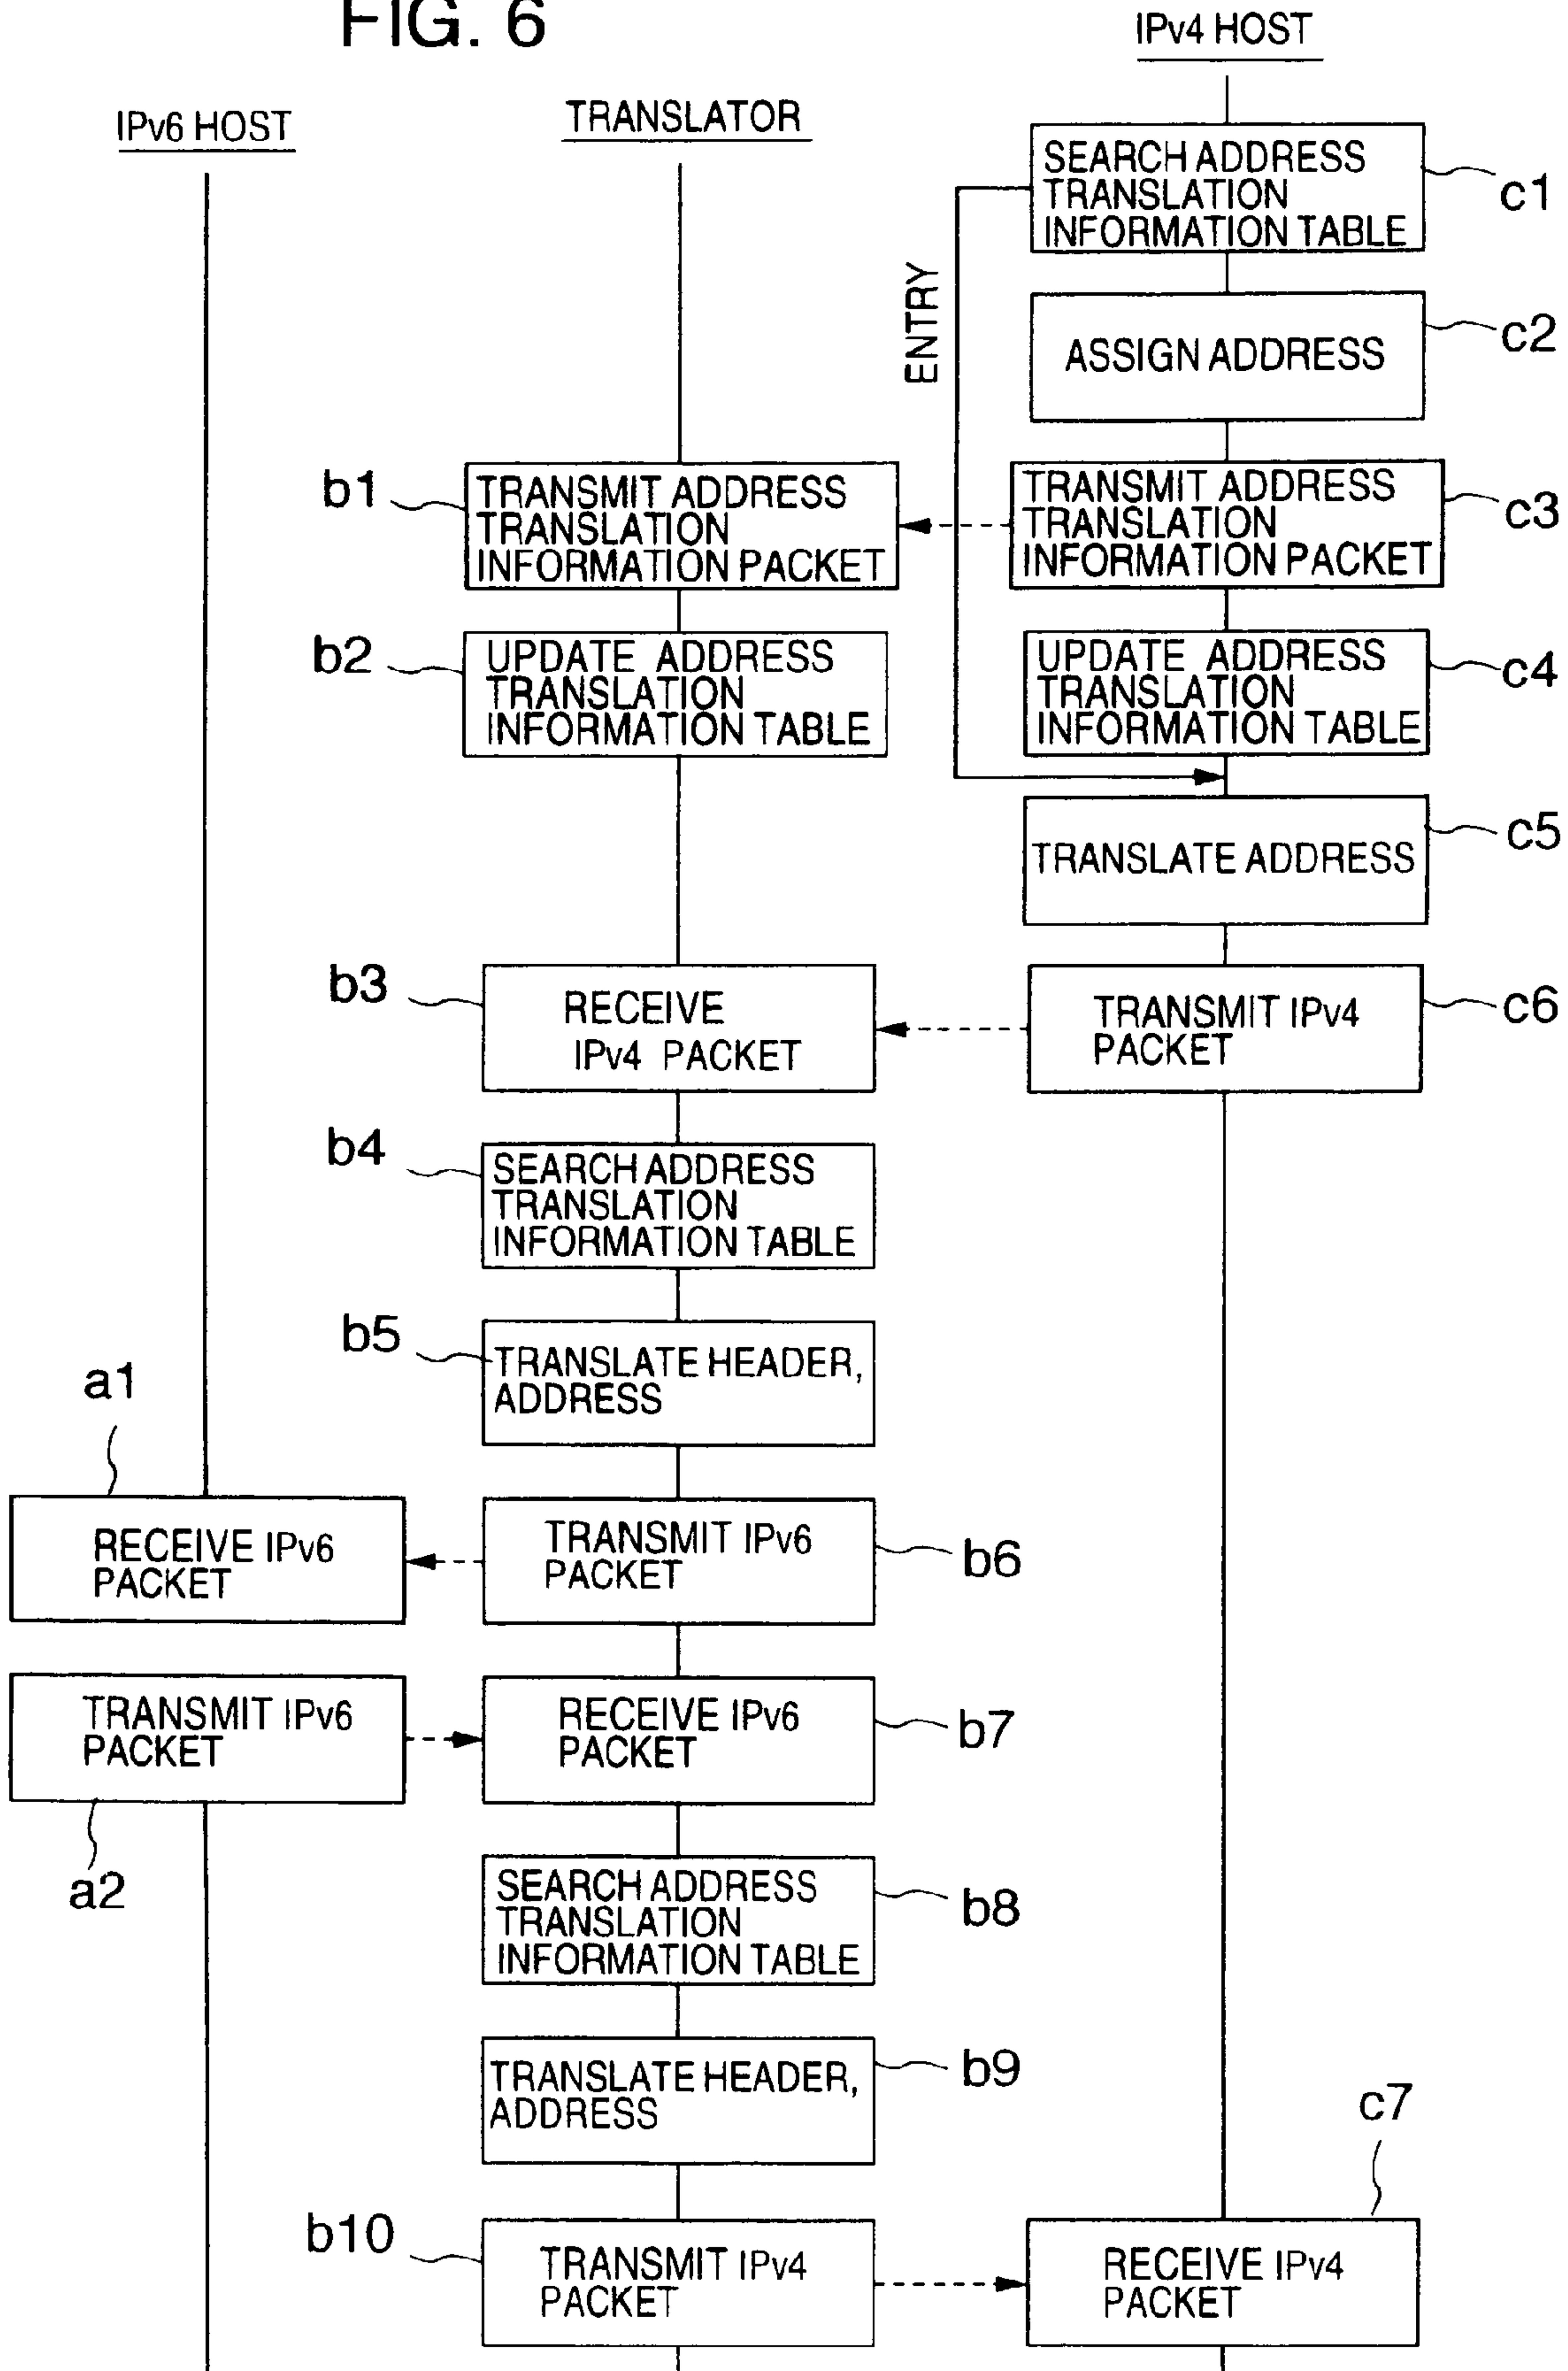 FIG. 6
IPv4 HOST
IPv6 HOST
TRANSLATOR
SEARCH ADDRESS
TRANSLATION
INFORMATION TABLE
c1
ENTRY
ASSIGN ADDRESS
c2
b1
TRANSMIT ADDRESS
TRANSLATION
INFORMATION PACKET
TRANSMIT ADDRESS
TRANSLATION
INFORMATION PACKET
c3
b2
UPDATE ADDRESS
TRANSLATION
INFORMATION TABLE
UPDATE ADDRESS
TRANSLATION
INFORMATION TABLE
c4
TRANSLATE ADDRESS
c5
b3
RECEIVE
IPv4 PACKET
TRANSMIT IPv4
PACKET
c6
b4
SEARCH ADDRESS
TRANSLATION
INFORMATION TABLE
b5
TRANSLATE HEADER,
ADDRESS
a1
RECEIVE IPv6
PACKET
TRANSMIT IPv6
PACKET
b6
TRANSMIT IPv6
PACKET
RECEIVE IPv6
PACKET
b7
a2
SEARCH ADDRESS
TRANSLATION
INFORMATION TABLE
b8
TRANSLATE HEADER,
ADDRESS
b9
c7
b10
TRANSMIT IPv4
PACKET
RECEIVE IPv4
PACKET